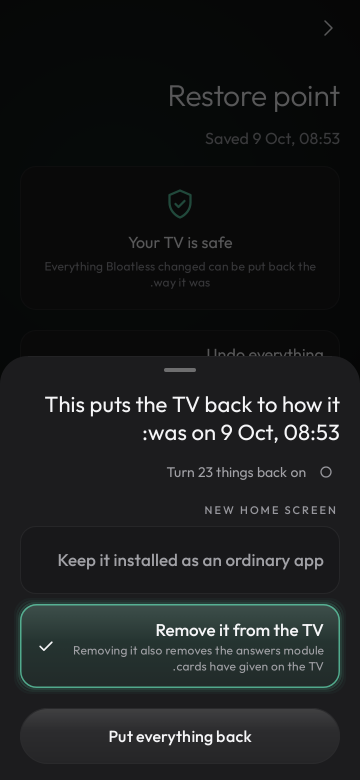 Restore point
Saved 9 Oct, 08:53
Your TV is safe
Everything Bloatless changed can be put back the
.way it was
Undo everything
This puts the TV back to how it
:was on 9 Oct, 08:53
Turn 23 things back on
NEW HOME SCREEN
Keep it installed as an ordinary app
Remove it from the TV
Removing it also removes the answers module
.cards have given on the TV
Put everything back